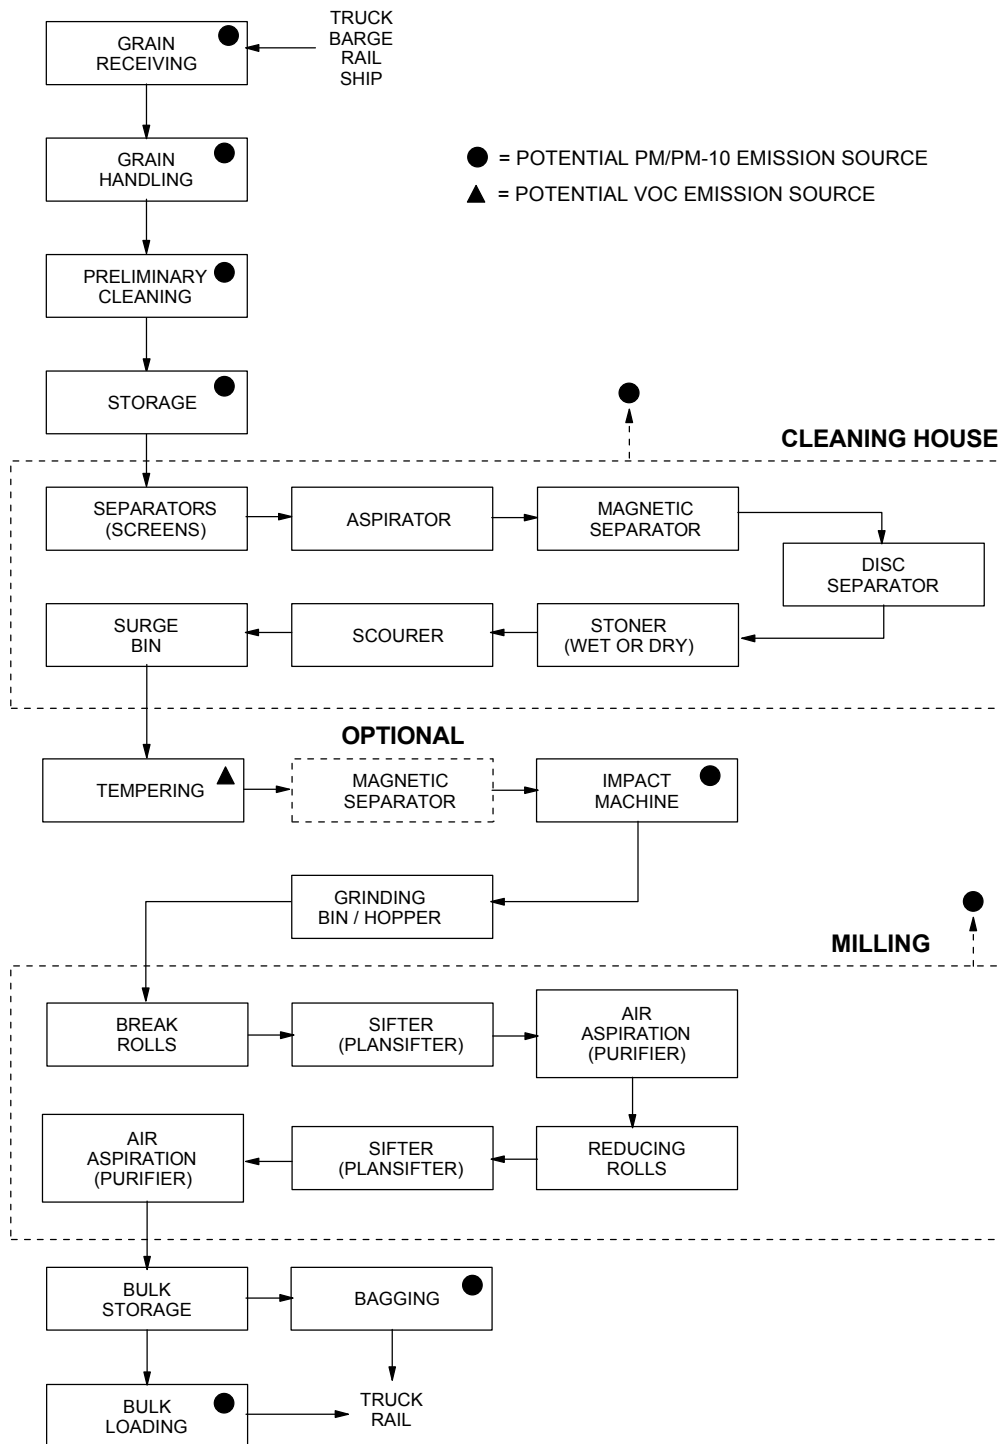 TRUCK
BARGE
RAIL
SHIP
GRAIN
RECEIVING
GRAIN
HANDLING
= POTENTIAL PM/PM-10 EMISSION SOURCE
= POTENTIAL VOC EMISSION SOURCE
PRELIMINARY
CLEANING
STORAGE
CLEANING HOUSE
SEPARATORS
(SCREENS)
ASPIRATOR
MAGNETIC
SEPARATOR
DISC
SEPARATOR
STONER
(WET OR DRY)
SCOURER
SURGE
BIN
OPTIONAL
TEMPERING
MAGNETIC
SEPARATOR
IMPACT
MACHINE
GRINDING
BIN / HOPPER
MILLING
BREAK
ROLLS
SIFTER
(PLANSIFTER)
AIR
ASPIRATION
(PURIFIER)
REDUCING
ROLLS
SIFTER
(PLANSIFTER)
AIR
ASPIRATION
(PURIFIER)
BULK
STORAGE
BAGGING
BULK
LOADING
TRUCK
RAIL